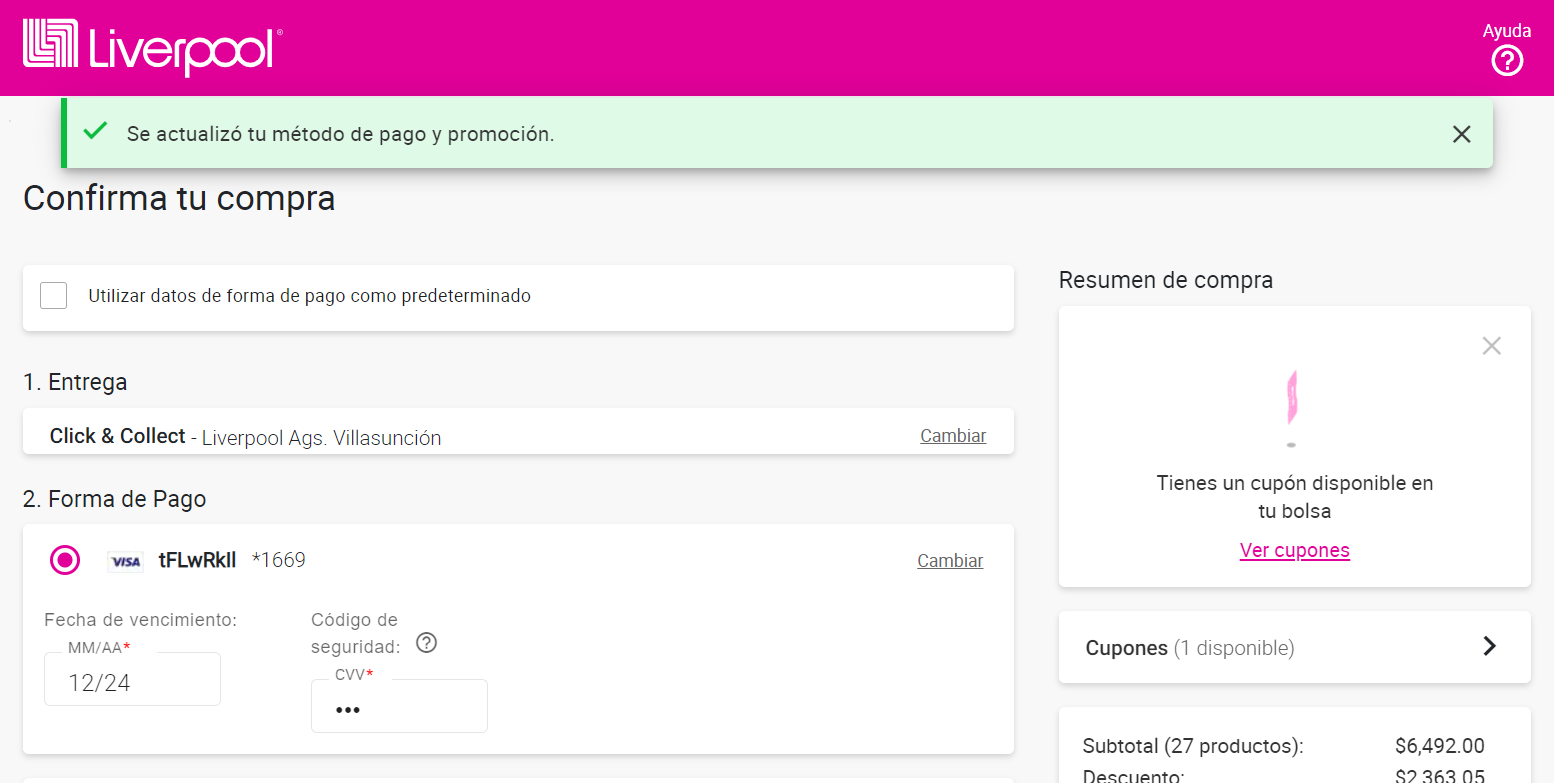 Liverpool®
Ayuda
Se actualizó tu método de pago y promoción.
Confirma tu compra
Utilizar datos de forma de pago como predeterminado
1. Entrega
Click & Collect - Liverpool Ags. Villasunción
Cambiar
2. Forma de Pago
VISA tFLwRkIl *1669
Cambiar
Fecha de vencimiento:
MM/AA*
12/24
Código de
seguridad:
CVV*
•••
Resumen de compra
Tienes un cupón disponible en
tu bolsa
Ver cupones
Cupones (1 disponible)
Subtotal (27 productos): $6,492.00
Descuento: $2,363.05